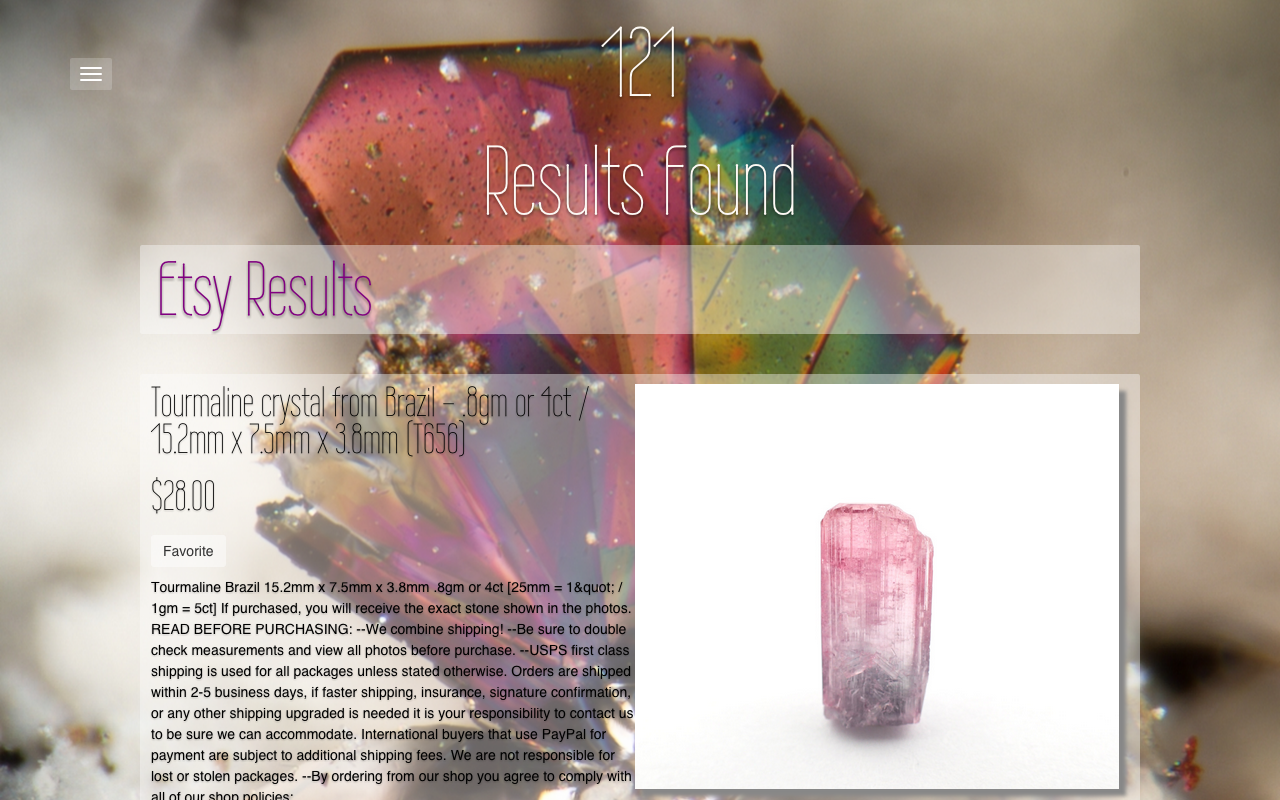 121
Results Found
Etsy Results
Tourmaline crystal from Brazil - .8gm or 4ct /
15.2mm x 7.5mm x 3.8mm (T656)
$28.00
Favorite
Tourmaline Brazil 15.2mm x 7.5mm x 3.8mm .8gm or 4ct [25mm = 1&quot; /
1gm = 5ct] If purchased, you will receive the exact stone shown in the photos.
READ BEFORE PURCHASING: --We combine shipping! --Be sure to double
check measurements and view all photos before purchase. --USPS first class
shipping is used for all packages unless stated otherwise. Orders are shipped
within 2-5 business days, if faster shipping, insurance, signature confirmation,
or any other shipping upgraded is needed it is your responsibility to contact us
to be sure we can accommodate. International buyers that use PayPal for
payment are subject to additional shipping fees. We are not responsible for
lost or stolen packages. --By ordering from our shop you agree to comply with
all of our shop policies: